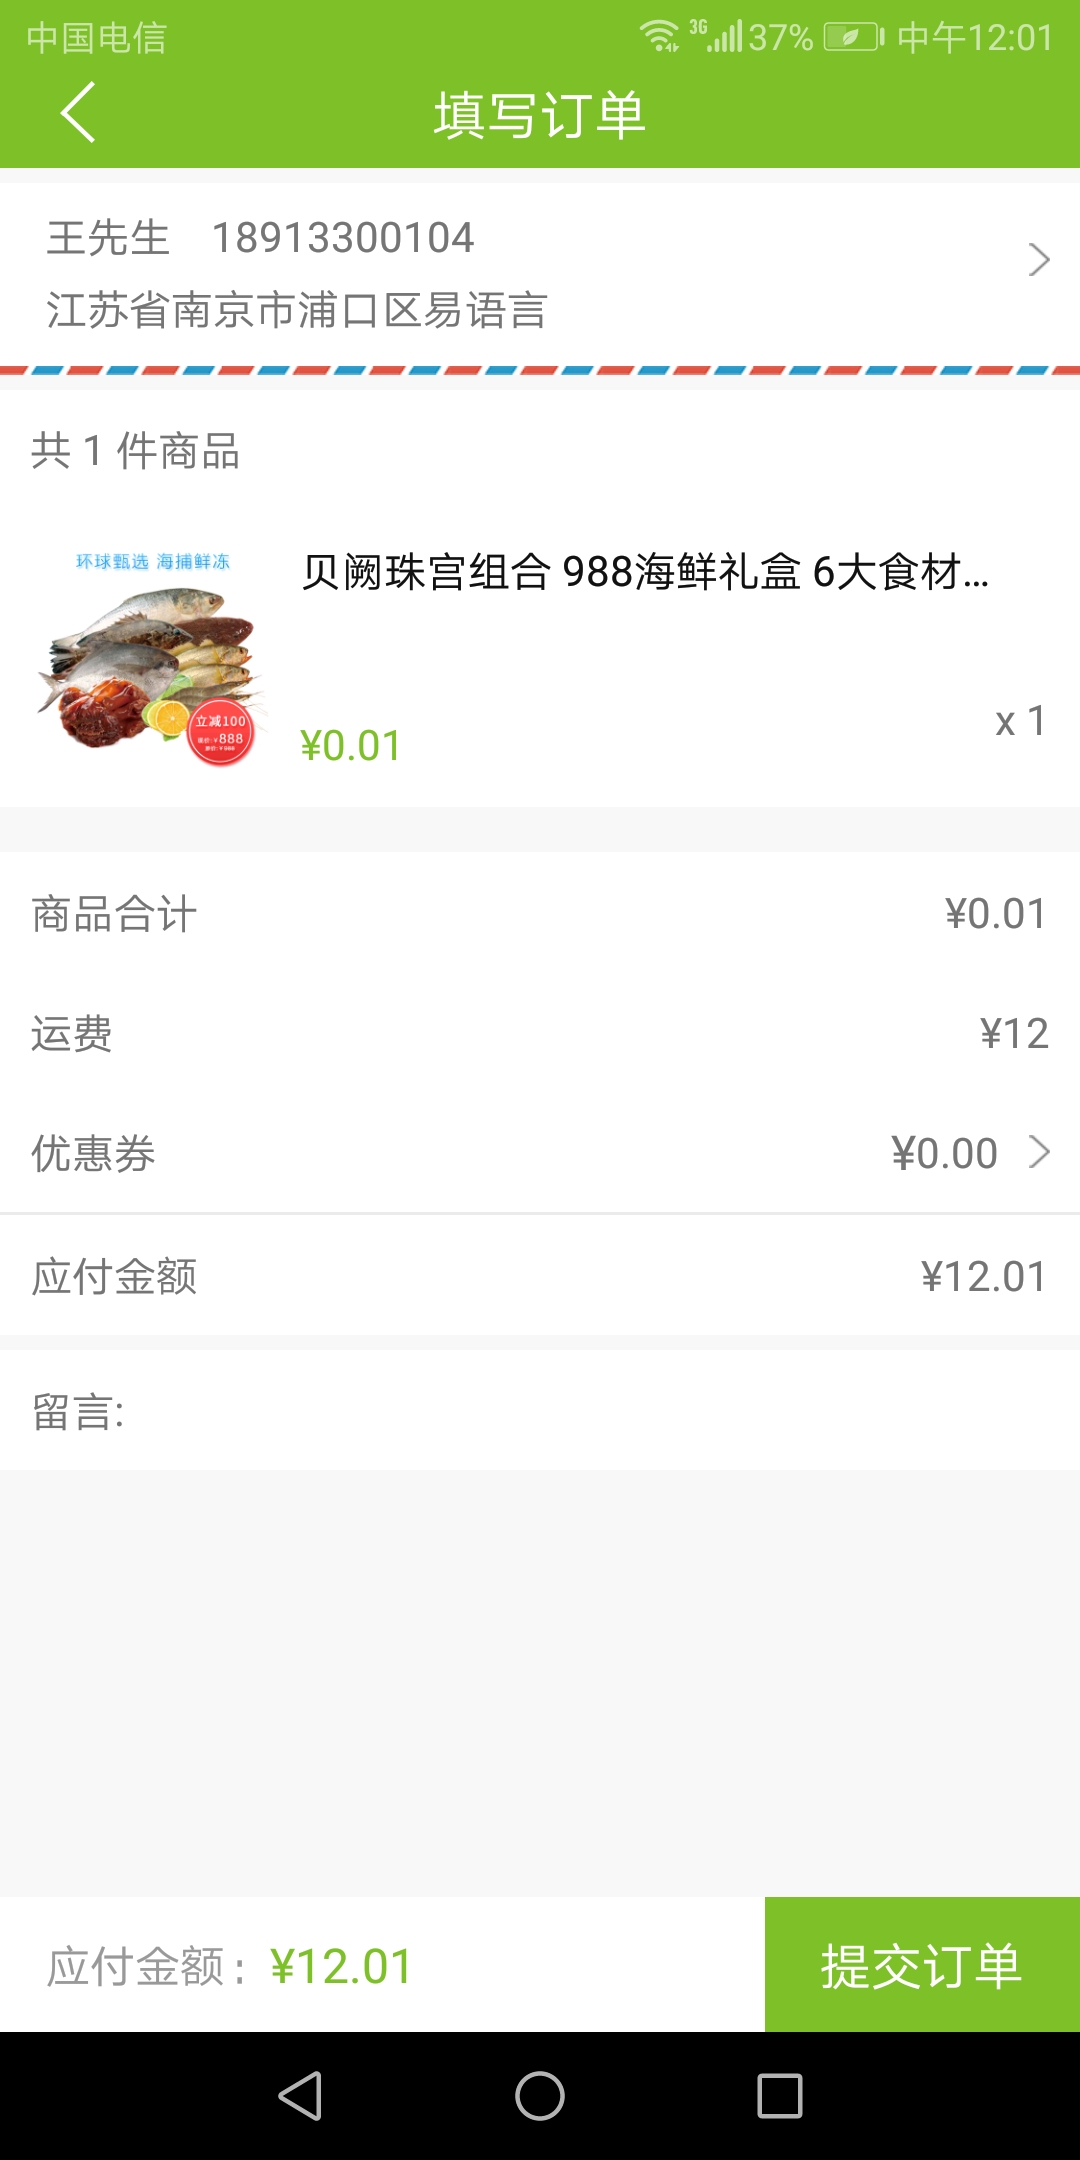 中国电信 3G 37% 中午12:01
填写订单
王先生 18913300104
江苏省南京市浦口区易语言
共 1 件商品
环球甄选 海捕鲜冻
贝阙珠宫组合 988海鲜礼盒 6大食材...
立减100
¥888
¥0.01
x 1
商品合计 ¥0.01
运费 ¥12
优惠券 ¥0.00
应付金额 ¥12.01
留言:
应付金额: ¥12.01
提交订单